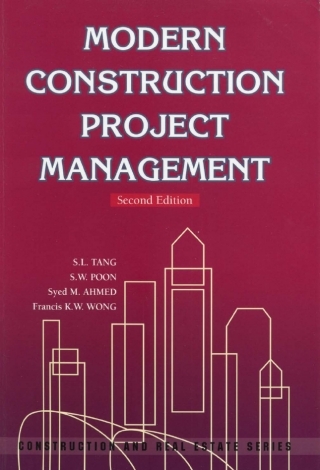 MODERN
CONSTRUCTION
PROJECT
MANAGEMENT
Second Edition
S.L. TANG
S.W. POON
Syed M. AHMED
Francis K.W. WONG
CONSTRUCTION AND REAL ESTATE SERIES